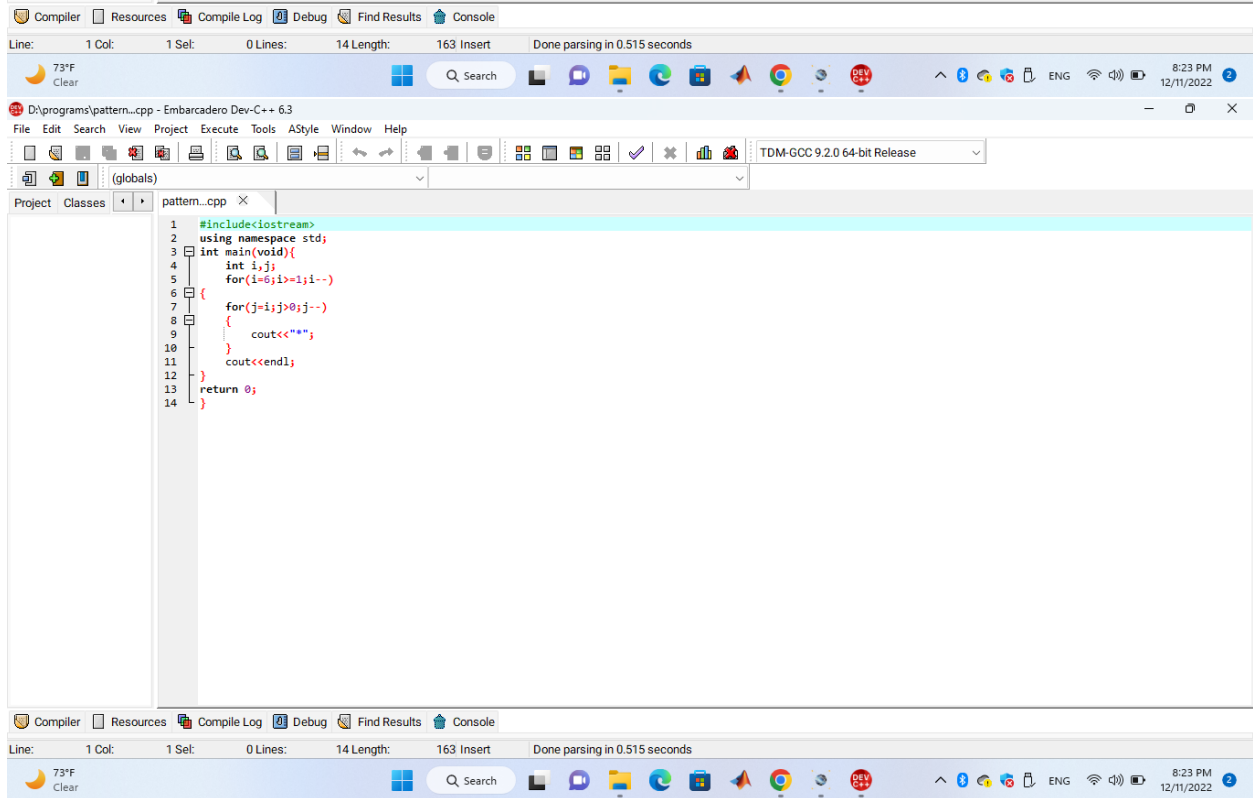 Compiler Resources Compile Log Debug Find Results Console
Line: 1 Col: 1 Sel: 0 Lines: 14 Length: 163 Insert Done parsing in 0.515 seconds
73°F
Clear
Search
DEV C++
ENG
8:23 PM
12/11/2022
2
D:\programs\pattern...cpp - Embarcadero Dev-C++ 6.3
File Edit Search View Project Execute Tools AStyle Window Help
TDM-GCC 9.2.0 64-bit Release
(globals)
Project Classes pattern...cpp
1 #include<iostream>
2 using namespace std;
3 int main(void){
4 int i,j;
5 for(i=6;i>=1;i--)
6 {
7 for(j=i;j>0;j--)
8 {
9 cout<<"*";
10 }
11 cout<<endl;
12 }
13 return 0;
14 }
Compiler Resources Compile Log Debug Find Results Console
Line: 1 Col: 1 Sel: 0 Lines: 14 Length: 163 Insert Done parsing in 0.515 seconds
73°F
Clear
Search
DEV C++
ENG
8:23 PM
12/11/2022
2